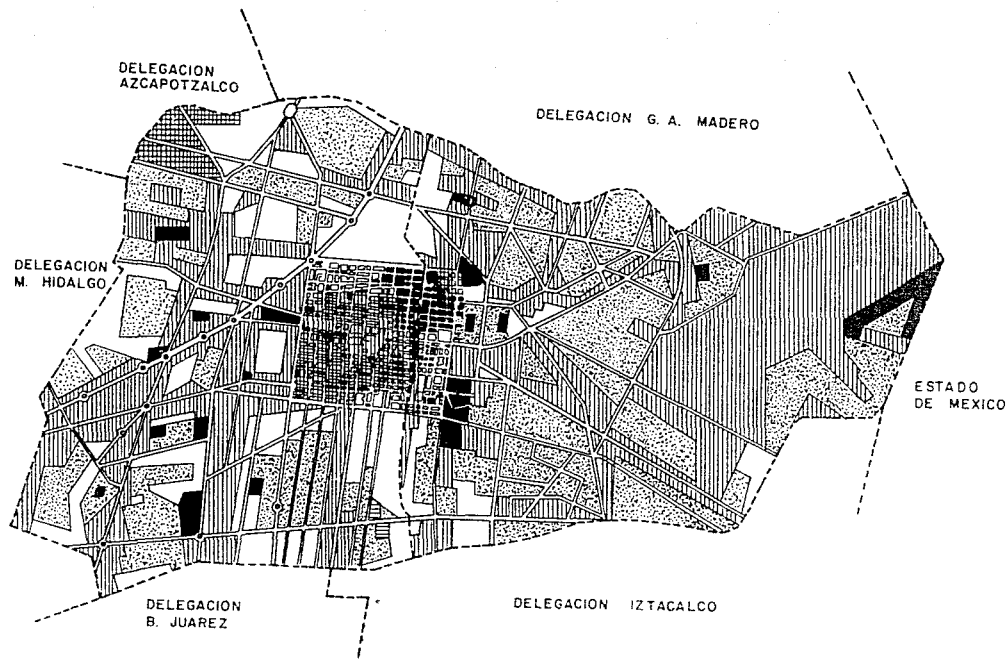 DELEGACION
AZCAPOTZALCO
DELEGACION G. A. MADERO
DELEGACION
M. HIDALGO
ESTADO
DE MEXICO
DELEGACION
B. JUAREZ
DELEGACION IZTACALCO